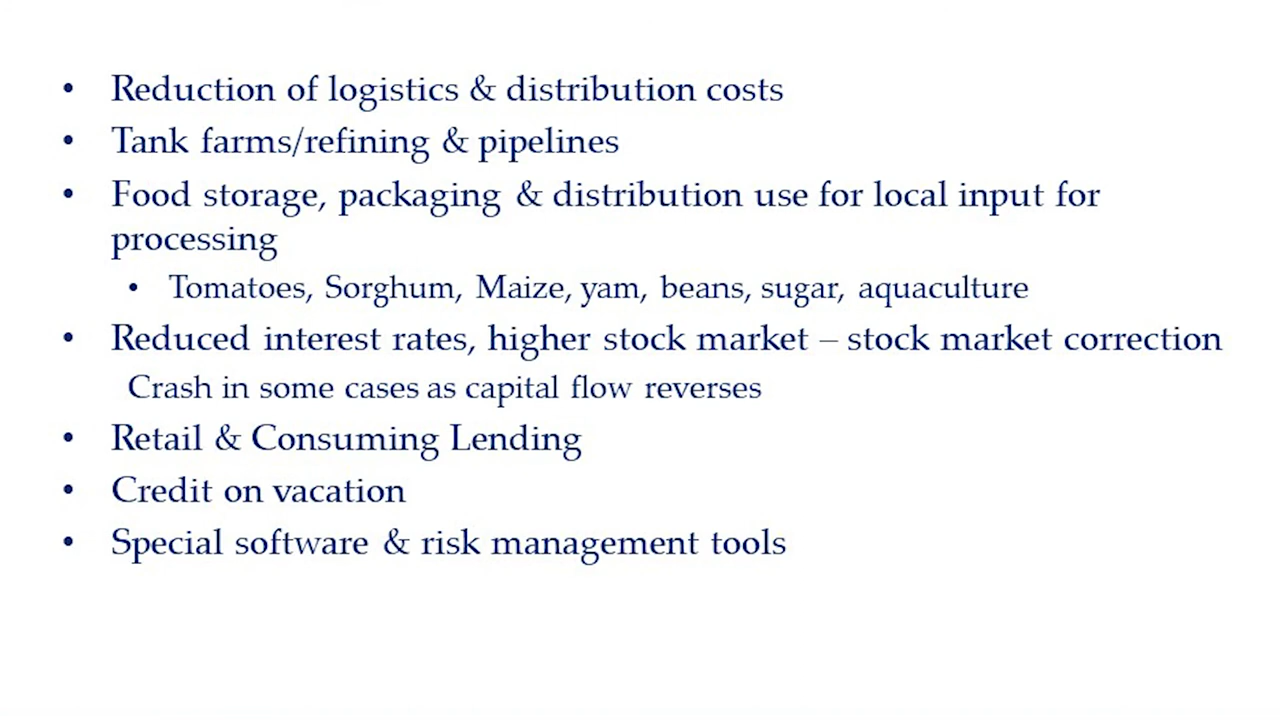 • Reduction of logistics & distribution costs
• Tank farms/refining & pipelines
• Food storage, packaging & distribution use for local input for
processing
• Tomatoes, Sorghum, Maize, yam, beans, sugar, aquaculture
• Reduced interest rates, higher stock market – stock market correction
Crash in some cases as capital flow reverses
• Retail & Consuming Lending
• Credit on vacation
• Special software & risk management tools